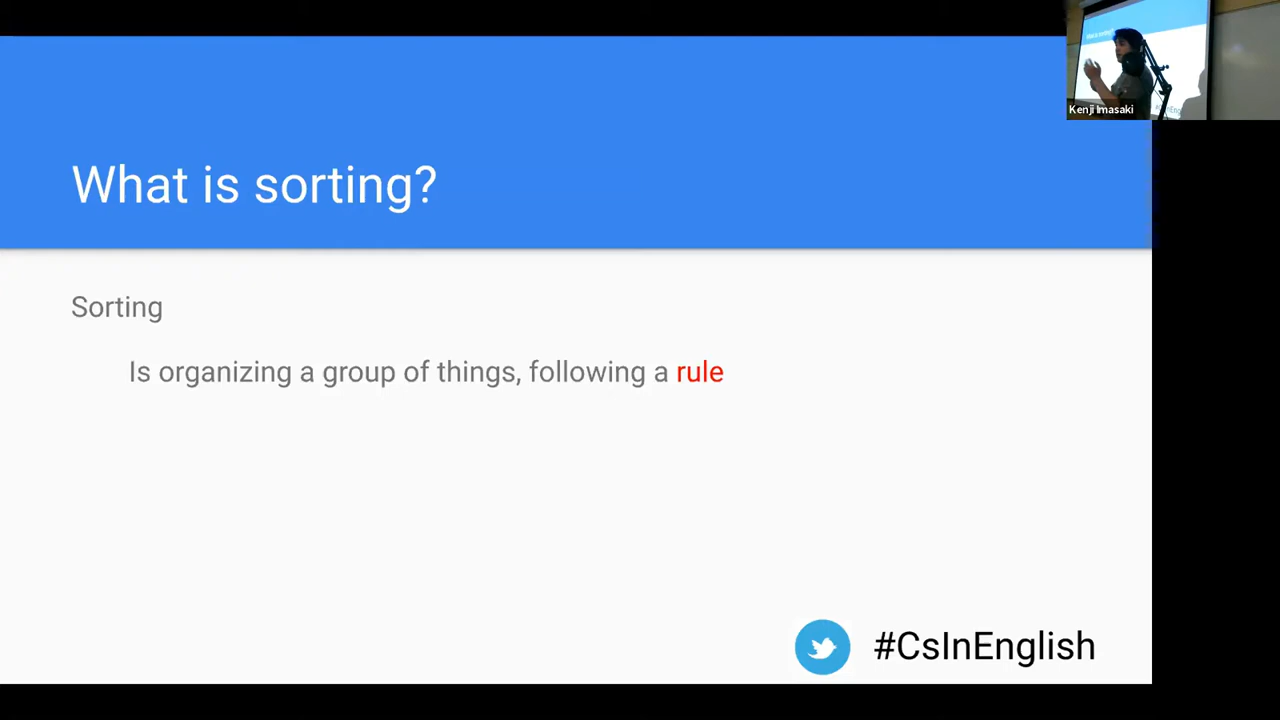 What is sorting?
Kenji Imasaki
Sorting
Is organizing a group of things, following a rule
#CsInEnglish